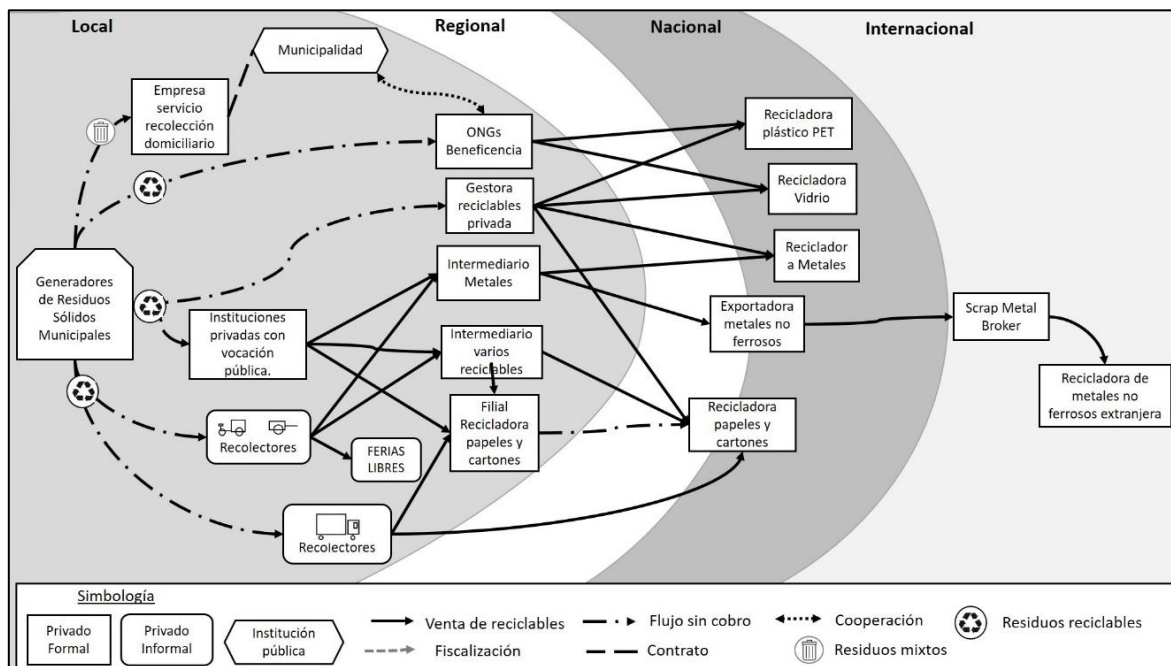 Local
Regional
Nacional
Internacional
Municipalidad
Empresa
servicio
recolección
domiciliario
ONGs
Beneficencia
Recicladora
plástico PET
Gestora
reciclables
privada
Recicladora
Vidrio
Generadores
de Residuos
Sólidos
Municipales
Intermediario
Metales
Reciclador
a Metales
Instituciones
privadas con
vocación
pública.
Intermediario
varios
reciclables
Exportadora
metales no
ferrosos
Scrap Metal
Broker
Recicladora de
metales no
ferrosos extranjera
Recolectores
FERIAS
LIBRES
Filial
Recicladora
papeles y
cartones
Recicladora
papeles y
cartones
Recolectores
Simbología
Privado
Formal
Privado
Informal
Institución
pública
Venta de reciclables
Flujo sin cobro
Cooperación
Residuos reciclables
Fiscalización
Contrato
Residuos mixtos